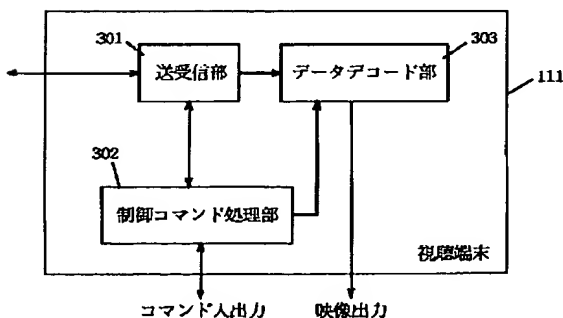 301
送受信部
303
データデコード部
111
302
制御コマンド処理部
視聴端末
コマンド入出力
映像出力